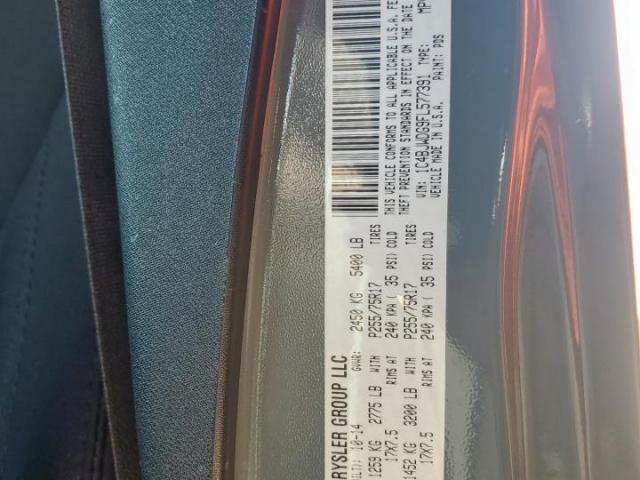 RYSLER GROUP LLC
ILT): 10-14 GVWR: 2450 KG 5400 LB
1259 KG 2775 LB WITH P255/75R17 TIRES
17X7.5 RIMS AT 240 KPA ( 35 PSI) COLD
1452 KG 3200 LB WITH P255/75R17 TIRES
17X7.5 RIMS AT 240 KPA ( 35 PSI) COLD
THIS VEHICLE CONFORMS TO ALL APPLICABLE U.S.A. FE
THEFT PREVENTION STANDARDS IN EFFECT ON THE DATE
VIN: 1C4BJWDG9FL577391 TYPE: MP
VEHICLE MADE IN U.S.A. PAINT: PDS